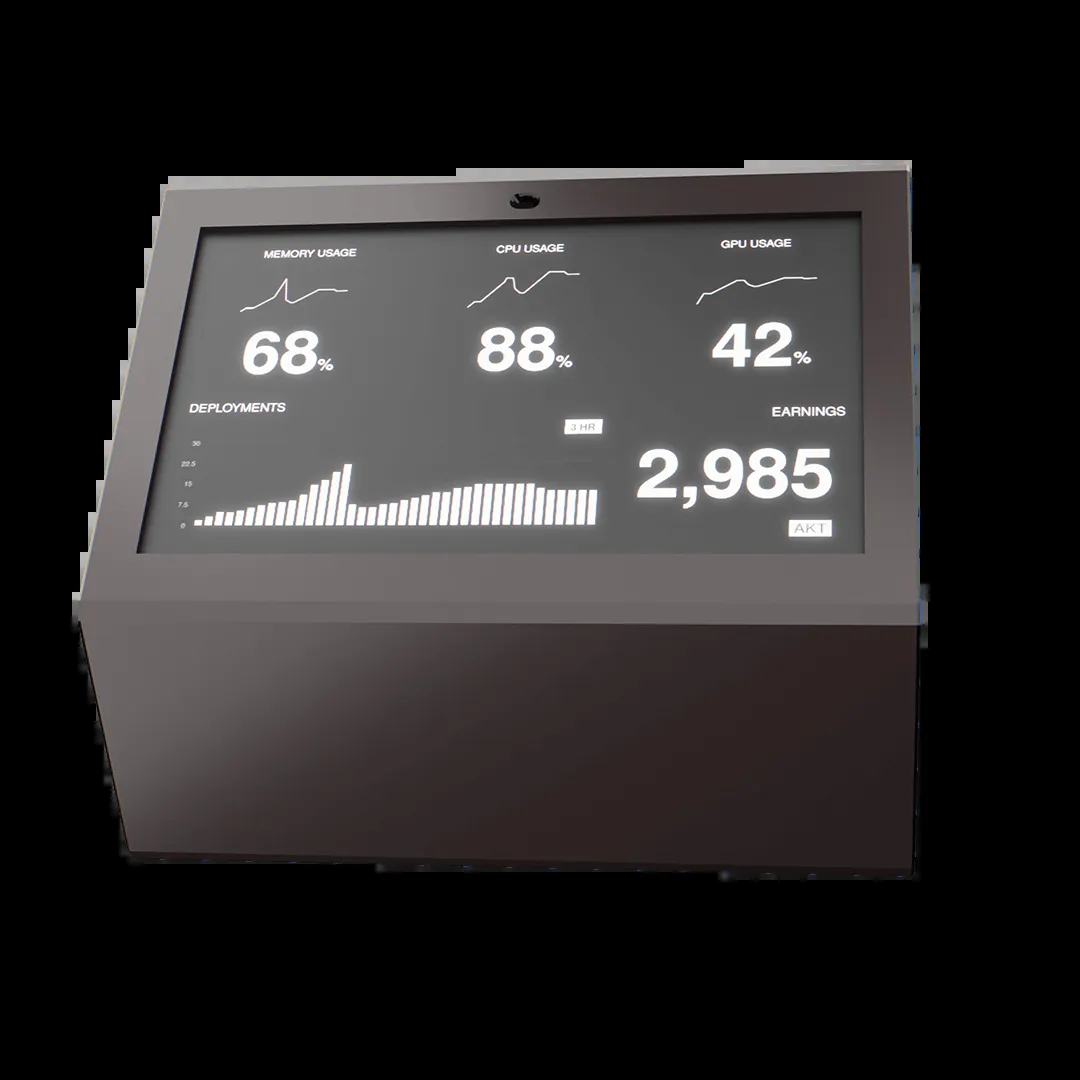 MEMORY USAGE
CPU USAGE
GPU USAGE
68%
88%
42%
DEPLOYMENTS
3 HR
30
22.5
15
7.5
0
EARNINGS
2,985
AKT